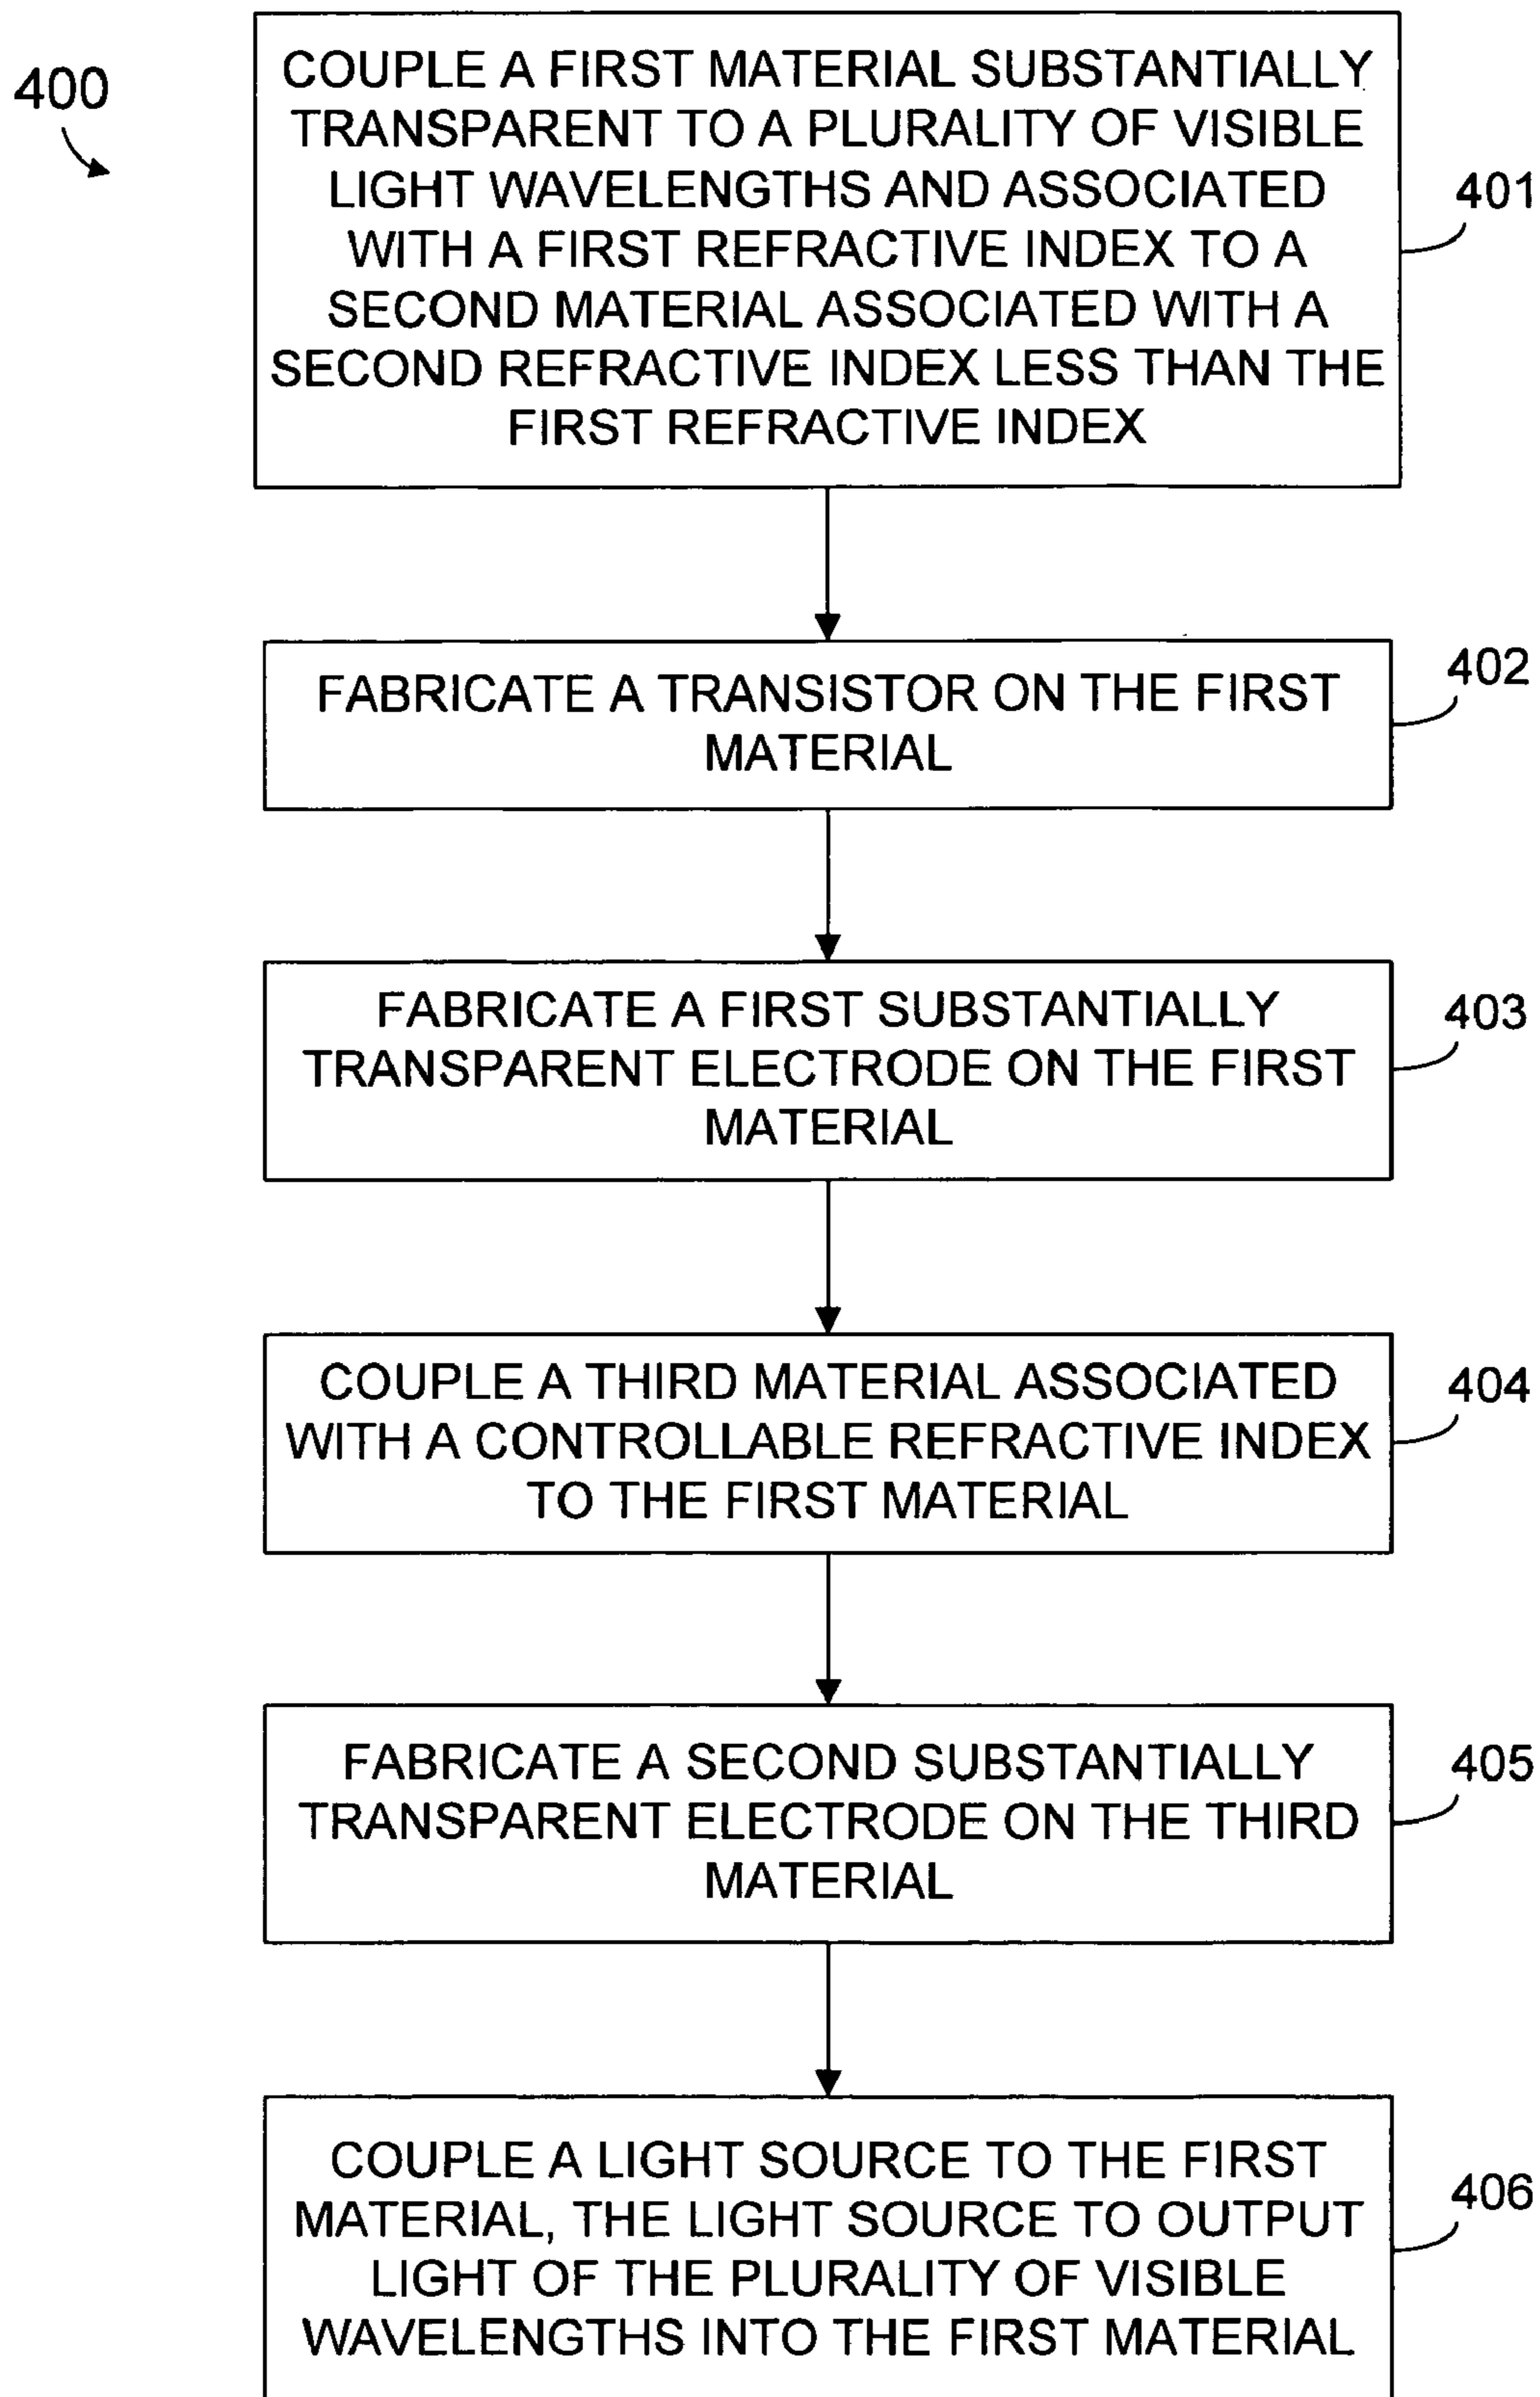 400
COUPLE A FIRST MATERIAL SUBSTANTIALLY
TRANSPARENT TO A PLURALITY OF VISIBLE
LIGHT WAVELENGTHS AND ASSOCIATED
WITH A FIRST REFRACTIVE INDEX TO A
SECOND MATERIAL ASSOCIATED WITH A
SECOND REFRACTIVE INDEX LESS THAN THE
FIRST REFRACTIVE INDEX
401
FABRICATE A TRANSISTOR ON THE FIRST
MATERIAL
402
FABRICATE A FIRST SUBSTANTIALLY
TRANSPARENT ELECTRODE ON THE FIRST
MATERIAL
403
COUPLE A THIRD MATERIAL ASSOCIATED
WITH A CONTROLLABLE REFRACTIVE INDEX
TO THE FIRST MATERIAL
404
FABRICATE A SECOND SUBSTANTIALLY
TRANSPARENT ELECTRODE ON THE THIRD
MATERIAL
405
COUPLE A LIGHT SOURCE TO THE FIRST
MATERIAL, THE LIGHT SOURCE TO OUTPUT
LIGHT OF THE PLURALITY OF VISIBLE
WAVELENGTHS INTO THE FIRST MATERIAL
406